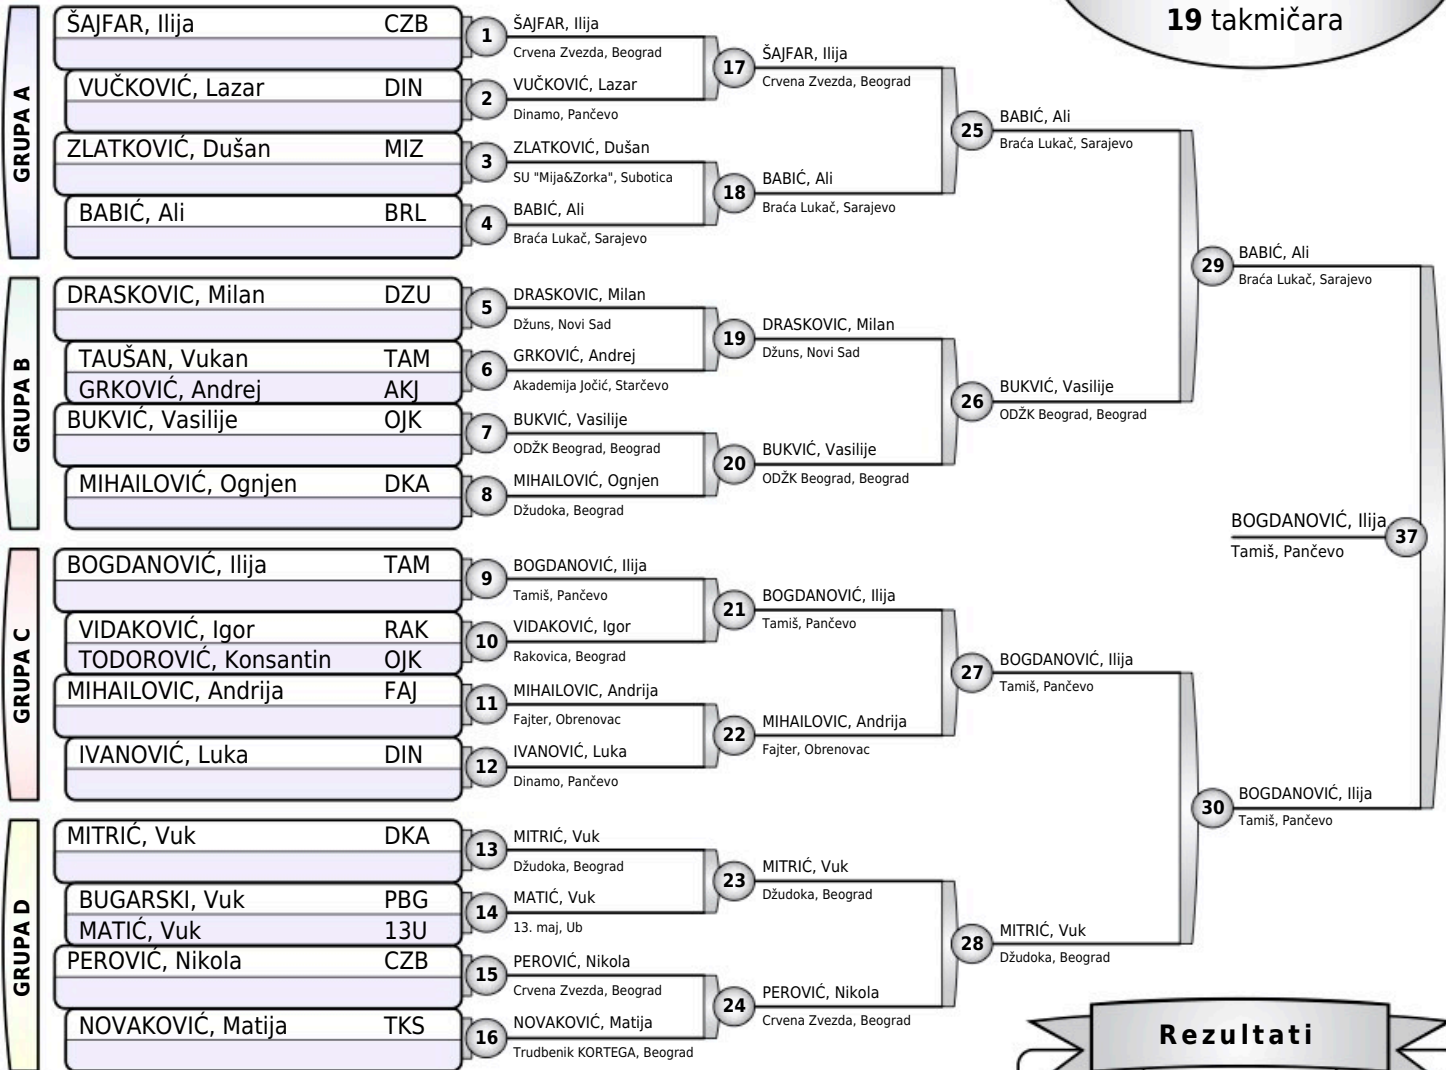 19 takmičara
GRUPA A
ŠAJFAR, Ilija CZB
VUČKOVIĆ, Lazar DIN
ZLATKOVIĆ, Dušan MIZ
BABIĆ, Ali BRL
GRUPA B
DRASKOVIC, Milan DZU
TAUŠAN, Vukan TAM
GRKOVIĆ, Andrej AKJ
BUKVIĆ, Vasilije OJK
MIHAILOVIĆ, Ognjen DKA
GRUPA C
BOGDANOVIĆ, Ilija TAM
VIDAKOVIĆ, Igor RAK
TODOROVIĆ, Konsantin OJK
MIHAILOVIC, Andrija FAJ
IVANOVIĆ, Luka DIN
GRUPA D
MITRIĆ, Vuk DKA
BUGARSKI, Vuk PBG
MATIĆ, Vuk 13U
PEROVIĆ, Nikola CZB
NOVAKOVIĆ, Matija TKS
1 ŠAJFAR, Ilija
Crvena Zvezda, Beograd
2 VUČKOVIĆ, Lazar
Dinamo, Pančevo
3 ZLATKOVIĆ, Dušan
SU "Mija&Zorka", Subotica
4 BABIĆ, Ali
Braća Lukač, Sarajevo
5 DRASKOVIC, Milan
Džuns, Novi Sad
6 GRKOVIĆ, Andrej
Akademija Jočić, Starčevo
7 BUKVIĆ, Vasilije
ODŽK Beograd, Beograd
8 MIHAILOVIĆ, Ognjen
Džudoka, Beograd
9 BOGDANOVIĆ, Ilija
Tamiš, Pančevo
10 VIDAKOVIĆ, Igor
Rakovica, Beograd
11 MIHAILOVIC, Andrija
Fajter, Obrenovac
12 IVANOVIĆ, Luka
Dinamo, Pančevo
13 MITRIĆ, Vuk
Džudoka, Beograd
14 MATIĆ, Vuk
13. maj, Ub
15 PEROVIĆ, Nikola
Crvena Zvezda, Beograd
16 NOVAKOVIĆ, Matija
Trudbenik KORTEGA, Beograd
17 ŠAJFAR, Ilija
Crvena Zvezda, Beograd
18 BABIĆ, Ali
Braća Lukač, Sarajevo
19 DRASKOVIC, Milan
Džuns, Novi Sad
20 BUKVIĆ, Vasilije
ODŽK Beograd, Beograd
21 BOGDANOVIĆ, Ilija
Tamiš, Pančevo
22 MIHAILOVIC, Andrija
Fajter, Obrenovac
23 MITRIĆ, Vuk
Džudoka, Beograd
24 PEROVIĆ, Nikola
Crvena Zvezda, Beograd
25 BABIĆ, Ali
Braća Lukač, Sarajevo
26 BUKVIĆ, Vasilije
ODŽK Beograd, Beograd
27 BOGDANOVIĆ, Ilija
Tamiš, Pančevo
28 MITRIĆ, Vuk
Džudoka, Beograd
29 BABIĆ, Ali
Braća Lukač, Sarajevo
30 BOGDANOVIĆ, Ilija
Tamiš, Pančevo
BOGDANOVIĆ, Ilija 37
Tamiš, Pančevo
Rezultati